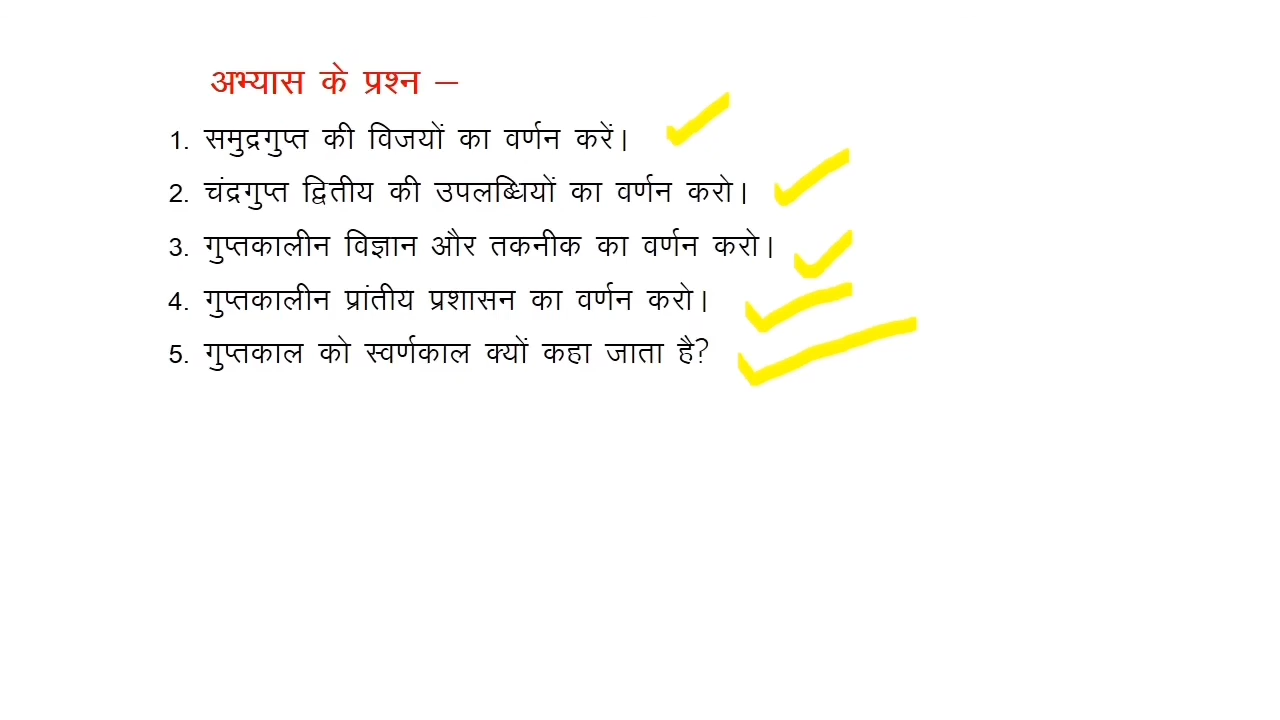 अभ्यास के प्रश्न –
1. समुद्रगुप्त की विजयों का वर्णन करें।
2. चंद्रगुप्त द्वितीय की उपलब्धियों का वर्णन करो।
3. गुप्तकालीन विज्ञान और तकनीक का वर्णन करो।
4. गुप्तकालीन प्रांतीय प्रशासन का वर्णन करो।
5. गुप्तकाल को स्वर्णकाल क्यों कहा जाता है?